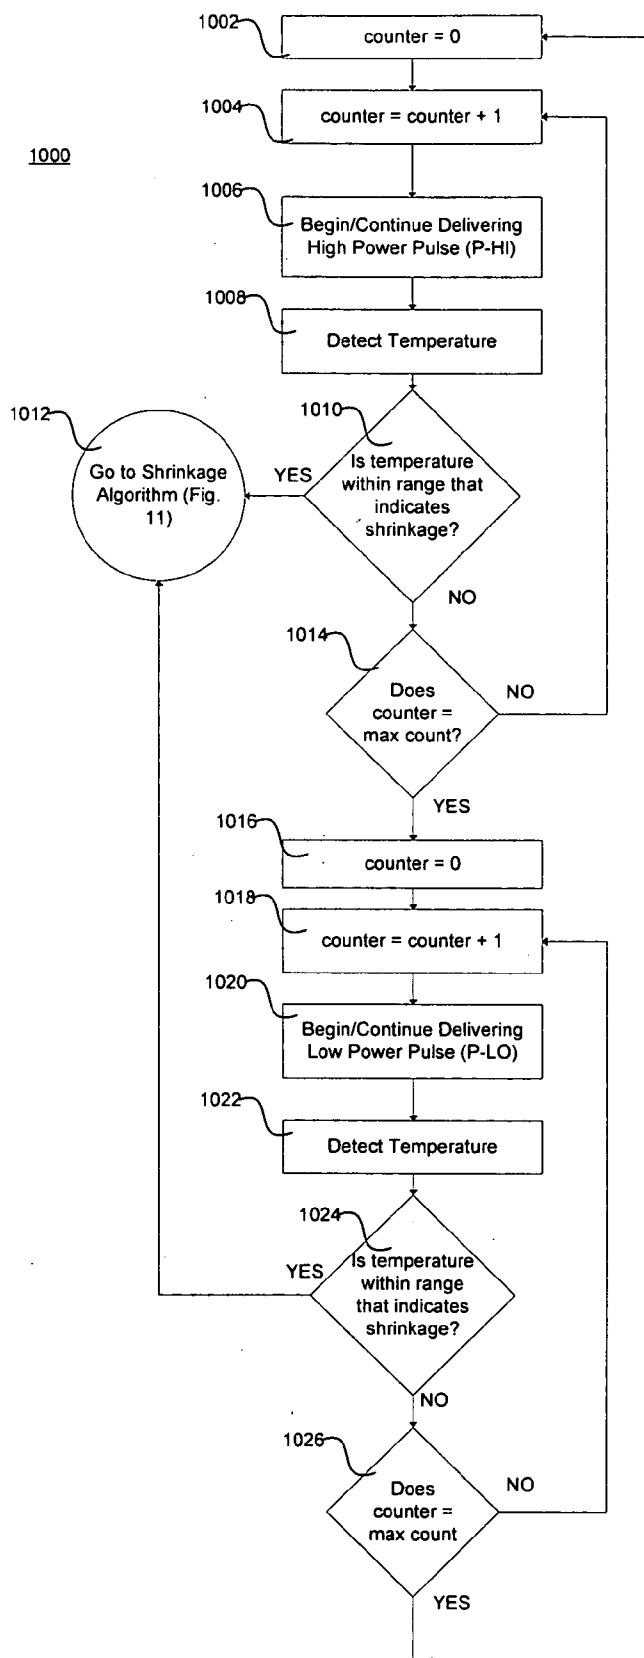 1002
counter = 0
1004
counter = counter + 1
1000
1006
Begin/Continue Delivering
High Power Pulse (P-HI)
1008
Detect Temperature
1010
Is temperature
within range that
indicates
shrinkage?
YES
1012
Go to Shrinkage
Algorithm (Fig.
11)
NO
1014
Does
counter =
max count?
NO
YES
1016
counter = 0
1018
counter = counter + 1
1020
Begin/Continue Delivering
Low Power Pulse (P-LO)
1022
Detect Temperature
1024
Is temperature
within range
that indicates
shrinkage?
YES
NO
1026
Does
counter =
max count
NO
YES